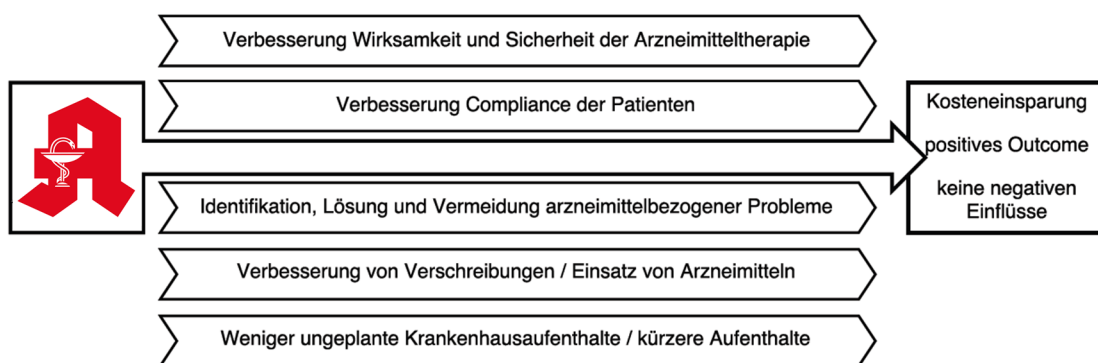 Verbesserung Wirksamkeit und Sicherheit der Arzneimitteltherapie
Verbesserung Compliance der Patienten
Identifikation, Lösung und Vermeidung arzneimittelbezogener Probleme
Verbesserung von Verschreibungen / Einsatz von Arzneimitteln
Weniger ungeplante Krankenhausaufenthalte / kürzere Aufenthalte
Kosteneinsparung
positives Outcome
keine negativen
Einflüsse